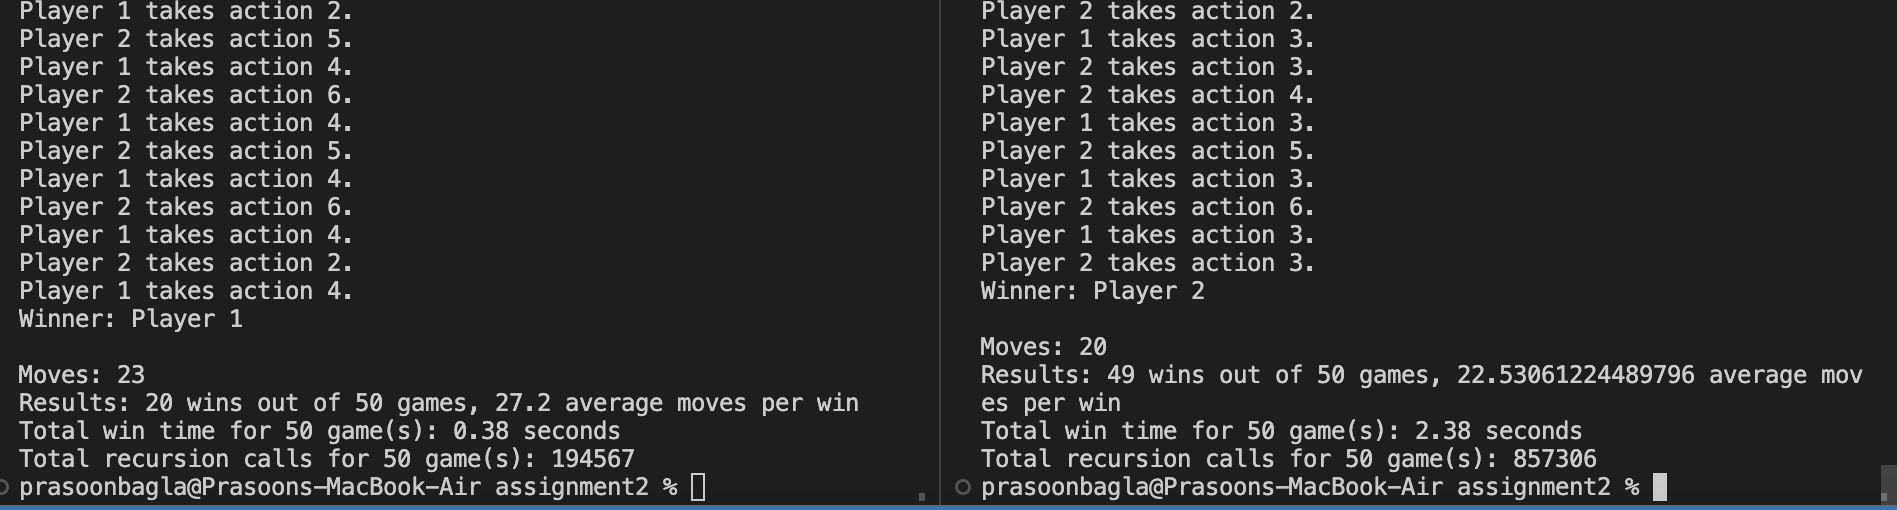 Player 1 takes action 2.
Player 2 takes action 5.
Player 1 takes action 4.
Player 2 takes action 6.
Player 1 takes action 4.
Player 2 takes action 5.
Player 1 takes action 4.
Player 2 takes action 6.
Player 1 takes action 4.
Player 2 takes action 2.
Player 1 takes action 4.
Winner: Player 1
Moves: 23
Results: 20 wins out of 50 games, 27.2 average moves per win
Total win time for 50 game(s): 0.38 seconds
Total recursion calls for 50 game(s): 194567
prasoonbagla@Prasoons-MacBook-Air assignment2 %
Player 2 takes action 2.
Player 1 takes action 3.
Player 2 takes action 3.
Player 2 takes action 4.
Player 1 takes action 3.
Player 2 takes action 5.
Player 1 takes action 3.
Player 2 takes action 6.
Player 1 takes action 3.
Player 2 takes action 3.
Winner: Player 2
Moves: 20
Results: 49 wins out of 50 games, 22.53061224489796 average mov
es per win
Total win time for 50 game(s): 2.38 seconds
Total recursion calls for 50 game(s): 857306
prasoonbagla@Prasoons-MacBook-Air assignment2 %